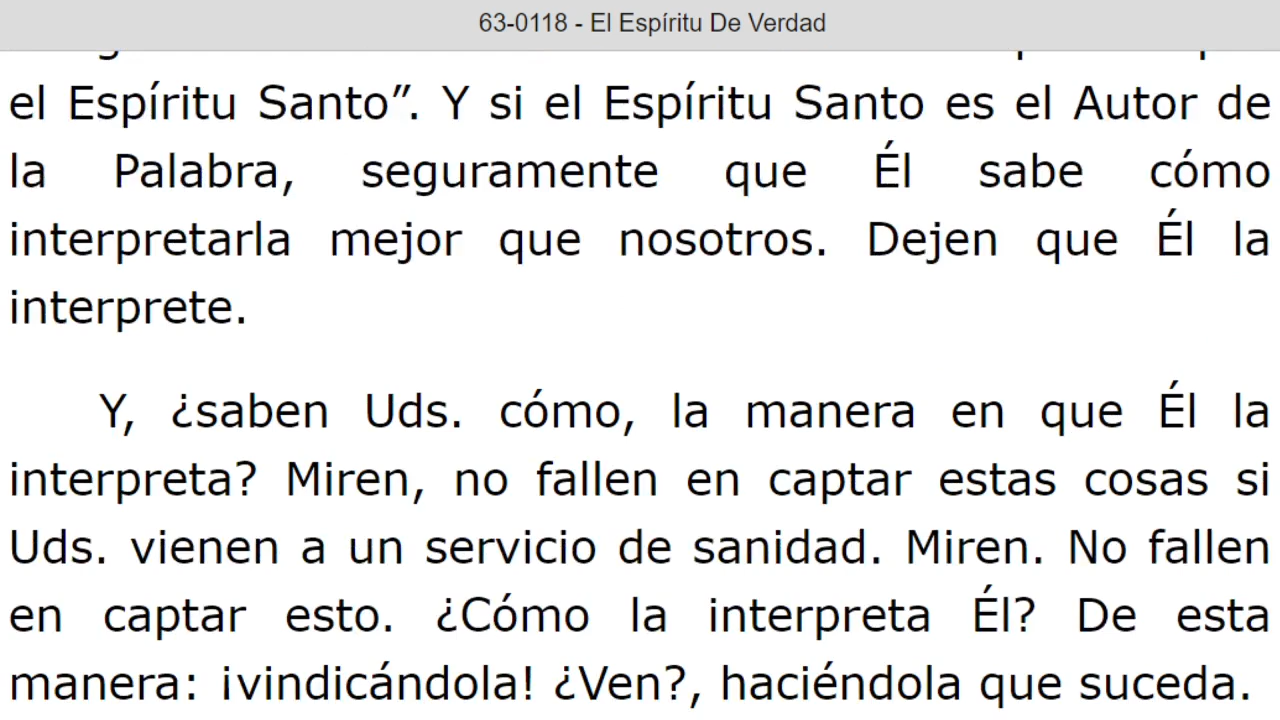 63-0118 - El Espíritu De Verdad
el Espíritu Santo”. Y si el Espíritu Santo es el Autor de
la Palabra, seguramente que Él sabe cómo
interpretarla mejor que nosotros. Dejen que Él la
interprete.
Y, ¿saben Uds. cómo, la manera en que Él la
interpreta? Miren, no fallen en captar estas cosas si
Uds. vienen a un servicio de sanidad. Miren. No fallen
en captar esto. ¿Cómo la interpreta Él? De esta
manera: ¡vindicándola! ¿Ven?, haciéndola que suceda.